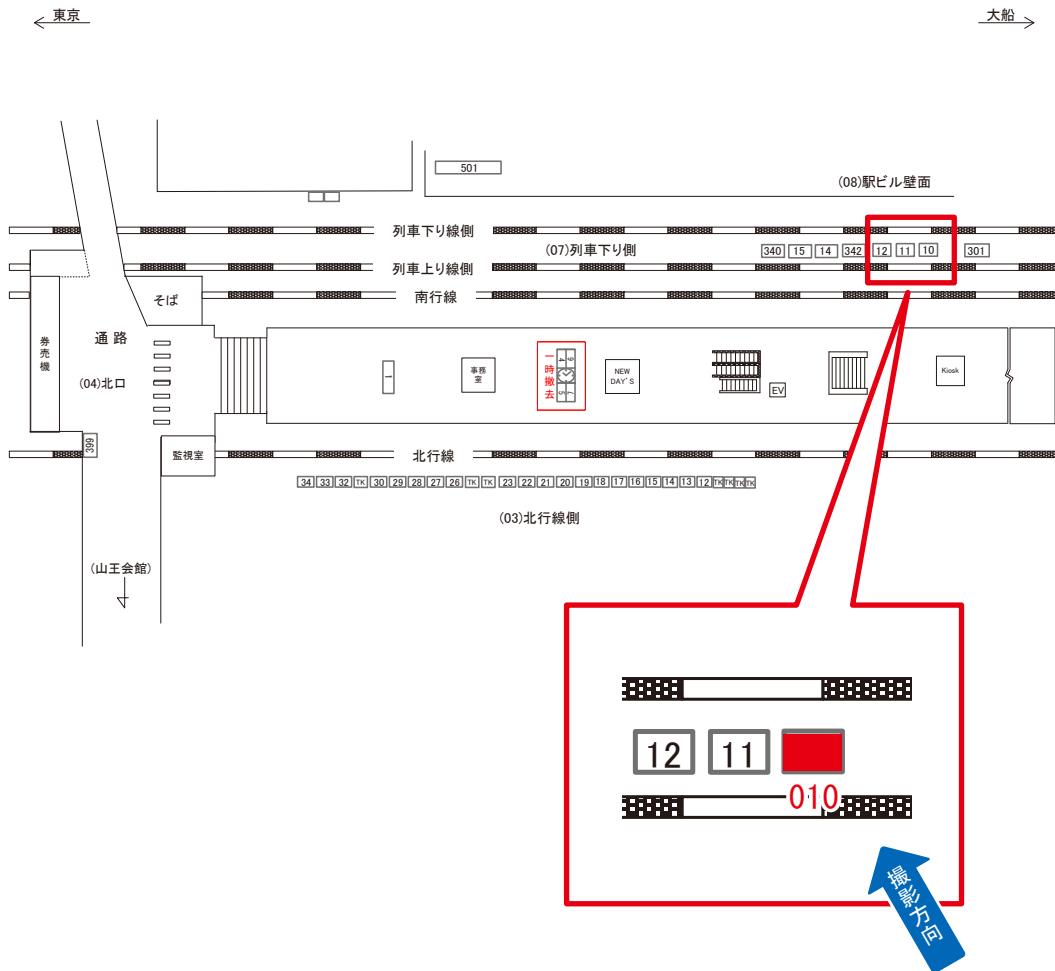 東京
大船
501
(08)駅ビル壁面
列車下り線側
(07)列車下り側
340 15 14 342 12 11 10 301
列車上り線側
南行線
そば
券売機
通路
(04)北口
1
事務室
一時撤去
9 4
7 5
NEW DAY'S
EV
Kiosk
399
監視室
北行線
34 33 32 TK 30 29 28 27 26 TK TK 23 22 21 20 19 18 17 16 15 14 13 12 TK TK TK TK
(03)北行線側
(山王会館)
12 11
010
撮影方向